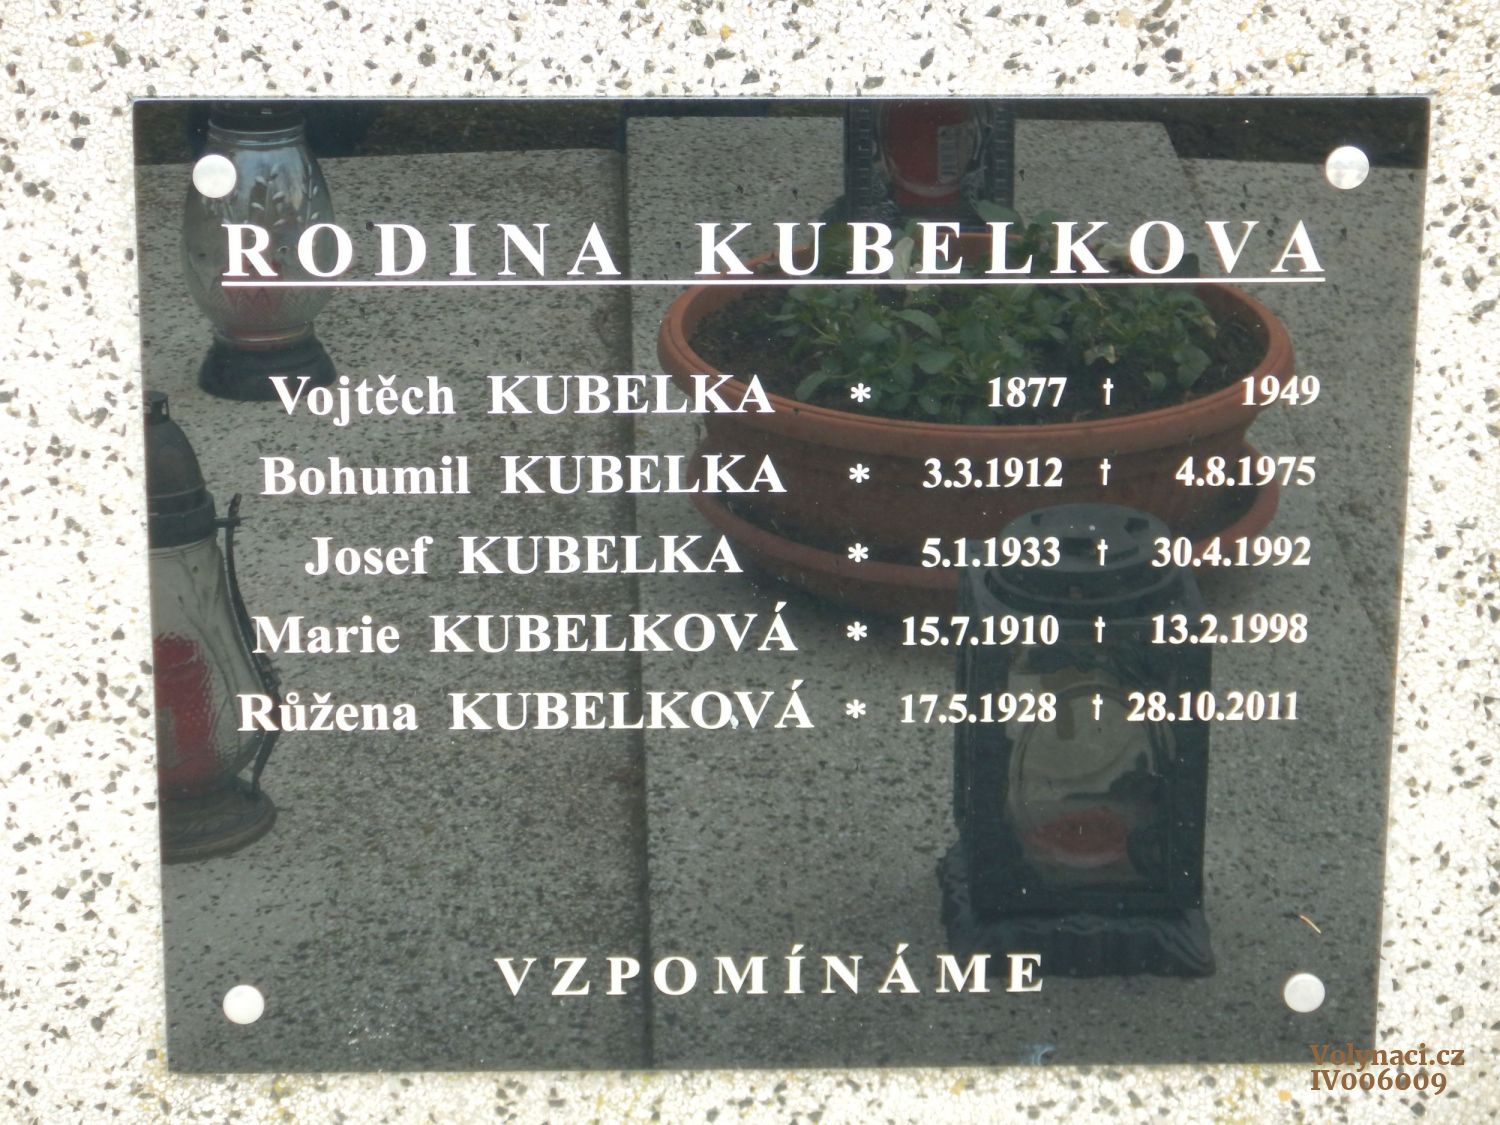 RODINA KUBELKOVA
Vojtěch KUBELKA * 1877 † 1949
Bohumil KUBELKA * 3.3.1912 † 4.8.1975
Josef KUBELKA * 5.1.1933 † 30.4.1992
Marie KUBELKOVÁ * 15.7.1910 † 13.2.1998
Růžena KUBELKOVÁ * 17.5.1928 † 28.10.2011
VZPOMÍNÁME
Volynaci.cz
IV006009